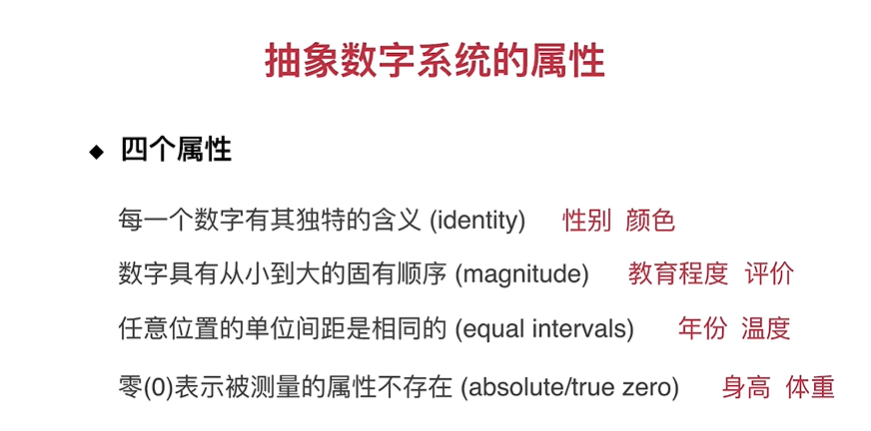 抽象数字系统的属性
◆ 四个属性
每一个数字有其独特的含义 (identity) 性别 颜色
数字具有从小到大的固有顺序 (magnitude) 教育程度 评价
任意位置的单位间距是相同的 (equal intervals) 年份 温度
零(0)表示被测量的属性不存在 (absolute/true zero) 身高 体重